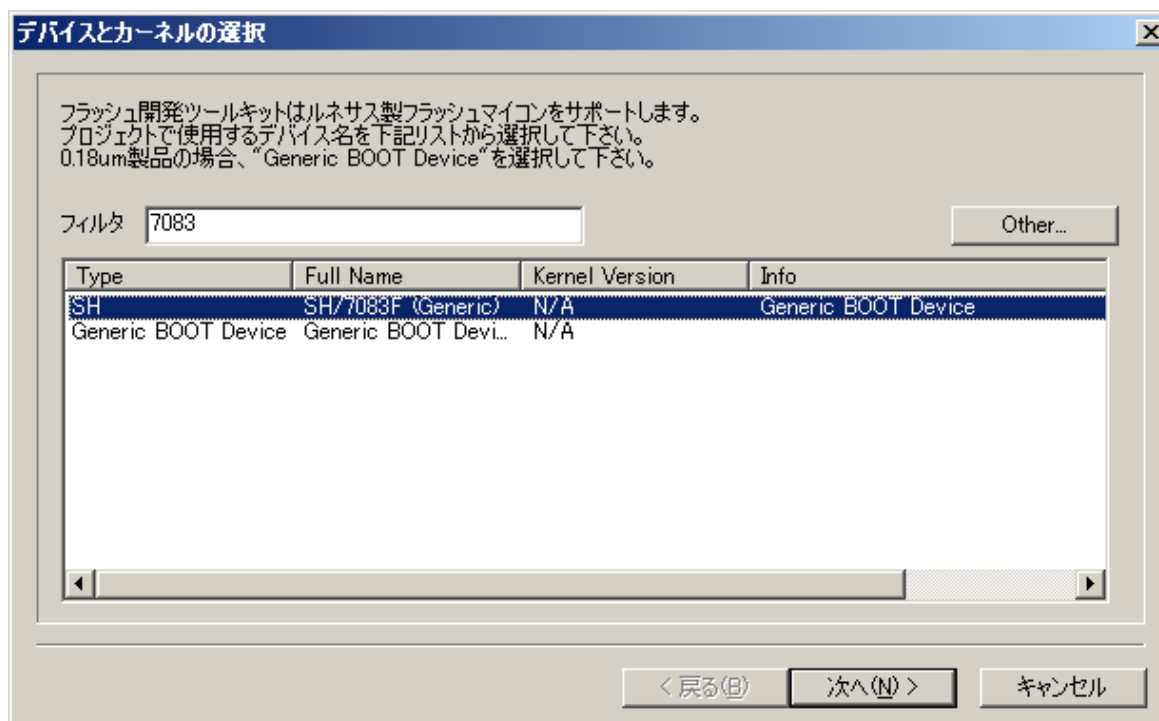 デバイスとカーネルの選択
フラッシュ開発ツールキットはルネサス製フラッシュマイコンをサポートします。
プロジェクトで使用するデバイス名を下記リストから選択して下さい。
0.18um製品の場合、"Generic BOOT Device"を選択して下さい。
フィルタ 7083 Other...
Type Full Name Kernel Version Info
SH SH/7083F (Generic) N/A Generic BOOT Device
Generic BOOT Device Generic BOOT Devi... N/A
< 戻る(B) 次へ(N) > キャンセル